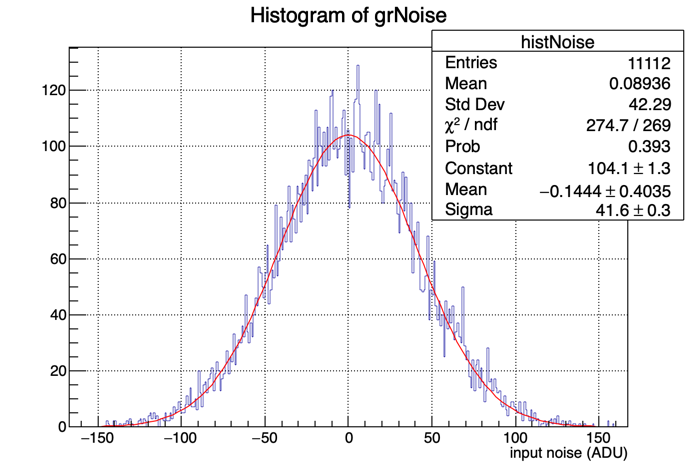 Histogram of grNoise
histNoise
Entries 11112
Mean 0.08936
Std Dev 42.29
χ² / ndf 274.7 / 269
Prob 0.393
Constant 104.1 ± 1.3
Mean −0.1444 ± 0.4035
Sigma 41.6 ± 0.3
120
100
80
60
40
20
0
−150 −100 −50 0 50 100 150
input noise (ADU)